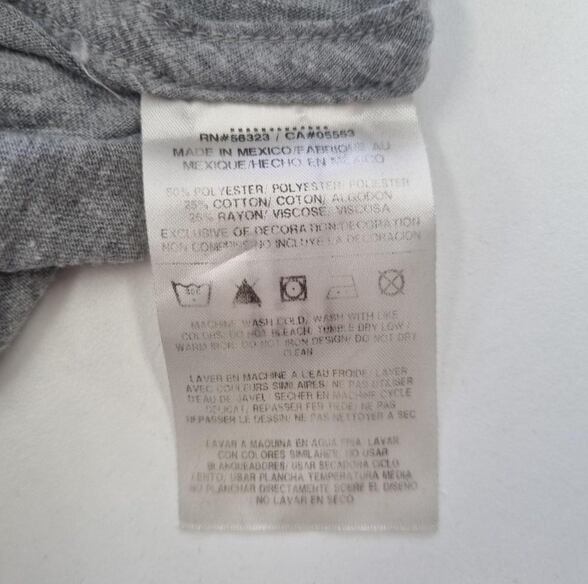 RN#56323 / CA#05553
MADE IN MEXICO/FABRIQUE AU
MEXIQUE/HECHO EN MEXICO
50% POLYESTER/ POLYESTER/ POLIESTER
25% COTTON/ COTON/ ALGODON
25% RAYON/ VISCOSE/ VISCOSA
EXCLUSIVE OF DECORATION/DECORATION
NON COMPRIS/NO INCLUYE LA DECORACION
MACHINE WASH COLD, WASH WITH LIKE
COLORS/ DO NOT BLEACH, TUMBLE DRY LOW /
WARM IRON/ DO NOT IRON DESIGN/ DO NOT DRY
CLEAN
LAVER EN MACHINE A L'EAU FROIDE/ LAVER
AVEC COULEURS SIMILAIRES/ NE PAS UTILISER
D'EAU DE JAVEL/ SECHER EN MACHINE CYCLE
DELICAT/ REPASSER FER TIEDE/ NE PAS
REPASSER LE DESSIN/ NE PAS NETTOYER A SEC
LAVAR A MAQUINA EN AGUA FRIA, LAVAR
CON COLORES SIMILARES/ NO USAR
BLANQUEADORES/ USAR SECADORA CICLO
LENTO/ USAR PLANCHA TEMPERATURA MEDIA
NO PLANCHAR DIRECTAMENTE SOBRE EL DISENO
NO LAVAR EN SECO